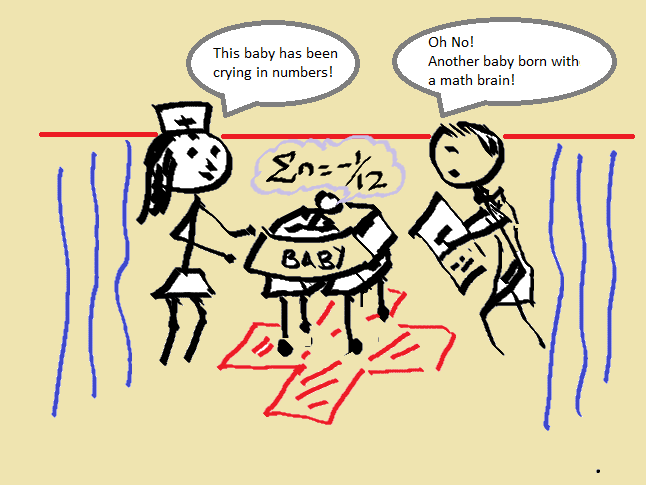 This baby has been
crying in numbers!
Oh No!
Another baby born with
a math brain!
Σn=-1/12
BABY